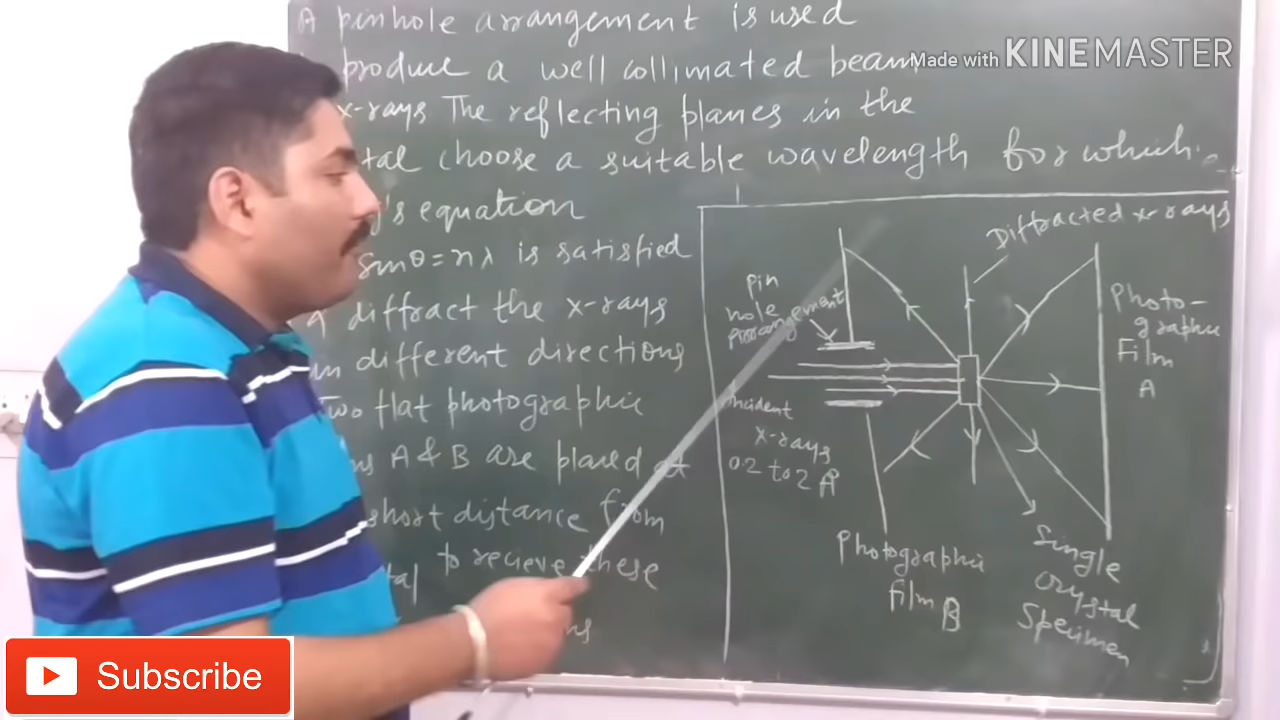 A pinhole arrangement is used
produce a well collimated beam
x-rays The reflecting planes in the
tal choose a suitable wavelength for which
g's equation
Sinθ = nλ is satisfied
diffract the x-rays
in different directions
Two flat photographic
A & B are placed at
short distance from
tal to recieve these
Made with KINEMASTER
Diffracted x-rays
pin
hole
Arrangement
Photo-
graphic
Film
A
incident
x-rays
0.2 to 2 Å
Photographic
film B
Single
crystal
Specimen
Subscribe